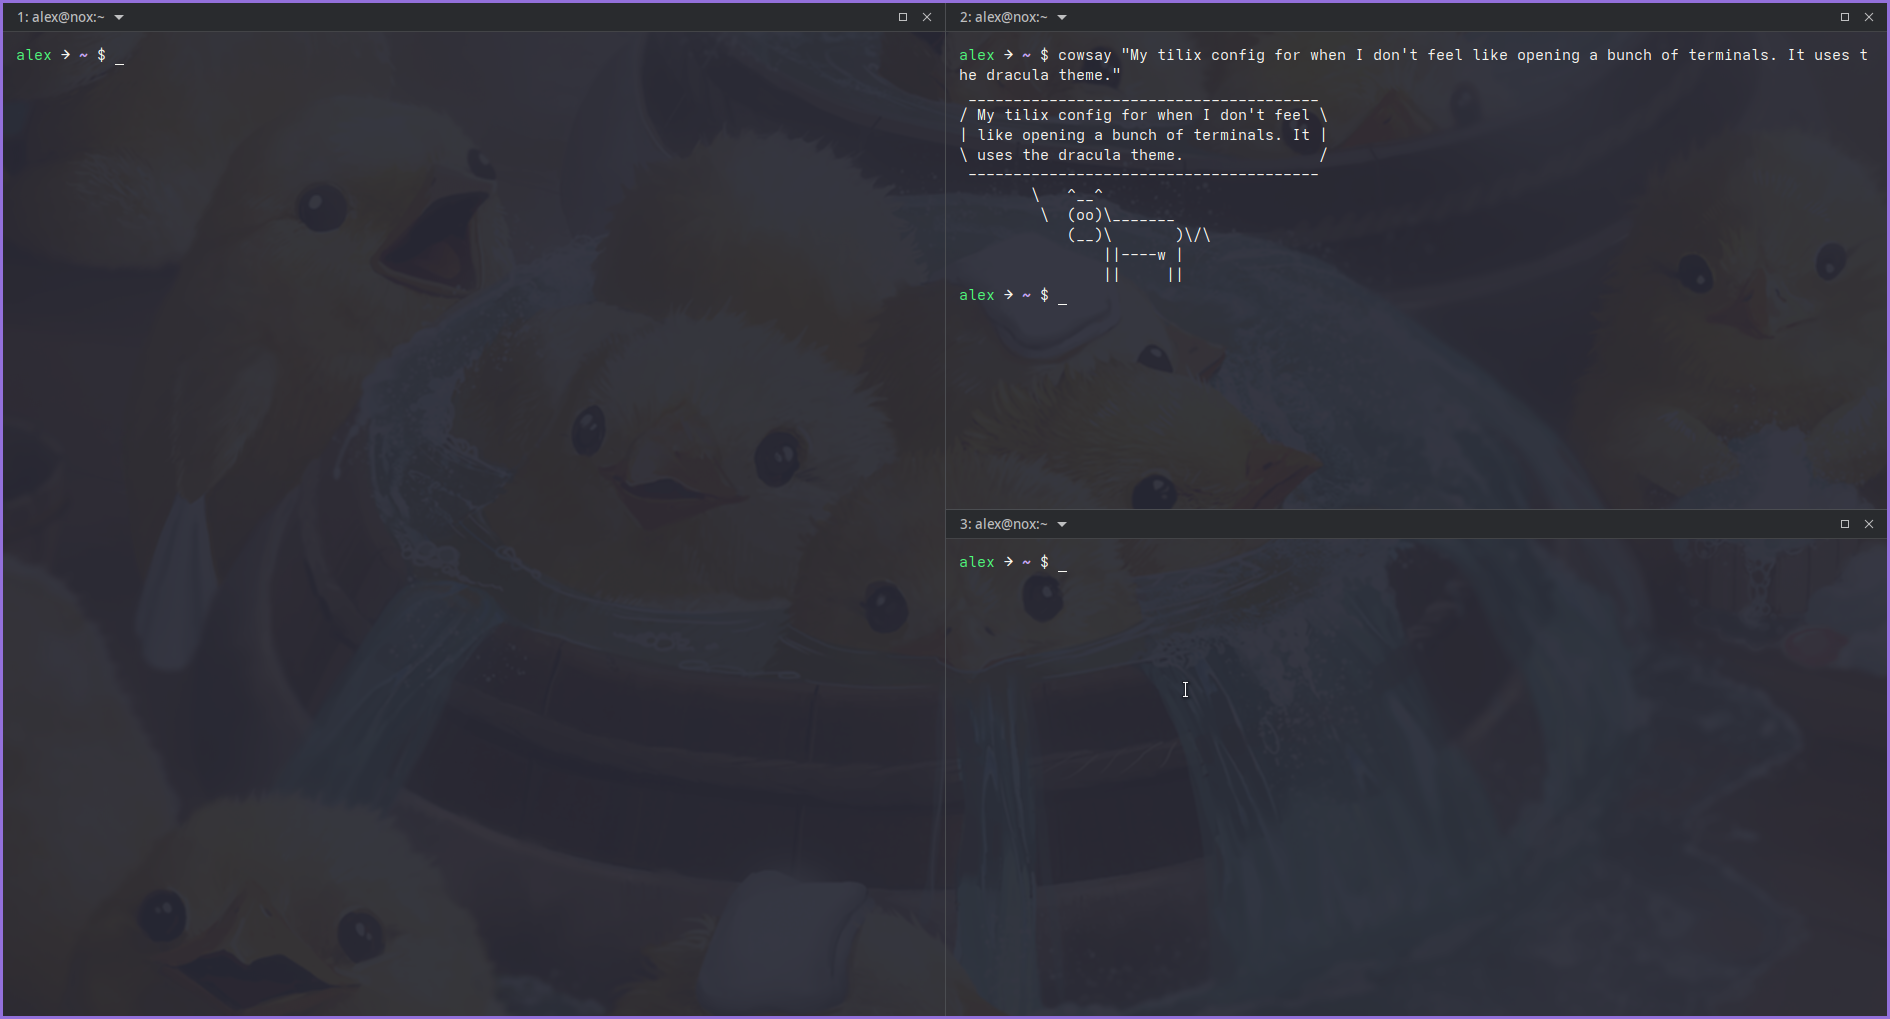 1: alex@nox:~
alex → ~ $ _
2: alex@nox:~
alex → ~ $ cowsay "My tilix config for when I don't feel like opening a bunch of terminals. It uses t
he dracula theme."
 _______________________________________
/ My tilix config for when I don't feel \
| like opening a bunch of terminals. It |
\ uses the dracula theme.               /
 ---------------------------------------
        \   ^__^
         \  (oo)\_______
            (__)\       )\/\
                ||----w |
                ||     ||
alex → ~ $ _
3: alex@nox:~
alex → ~ $ _